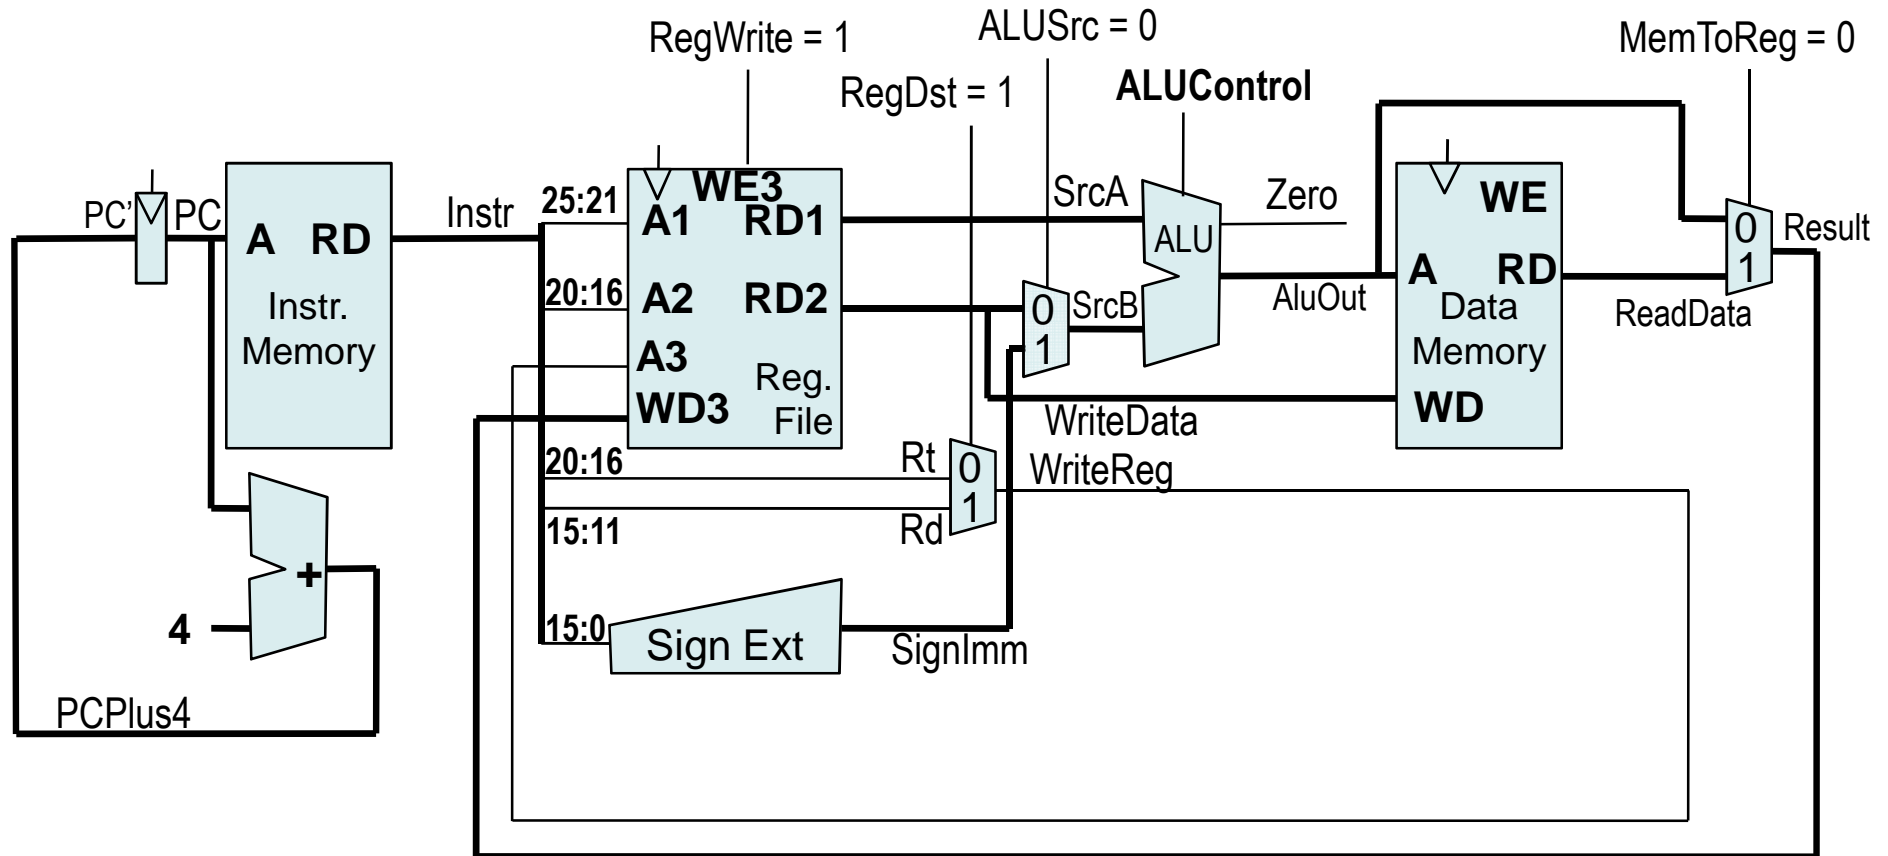 RegWrite = 1
ALUSrc = 0
MemToReg = 0
RegDst = 1
ALUControl
PC'
PC
A RD
Instr.
Memory
Instr
25:21
20:16
WE3
A1 RD1
A2 RD2
A3
WD3
Reg.
File
SrcA
0
1
SrcB
ALU
Zero
AluOut
WE
A RD
Data
Memory
WD
ReadData
0
1
Result
WriteData
20:16
15:11
Rt
Rd
0
1
WriteReg
+
4
PCPlus4
15:0
Sign Ext
SignImm